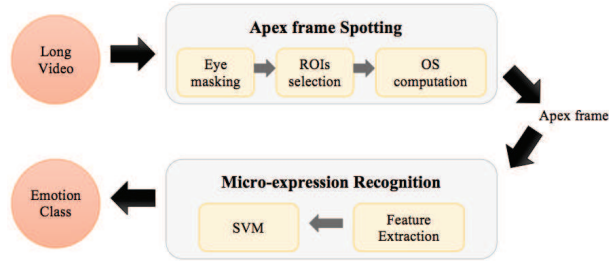 Apex frame Spotting
Long
Video
Eye
masking
ROIs
selection
OS
computation
Apex frame
Micro-expression Recognition
Emotion
Class
SVM
Feature
Extraction